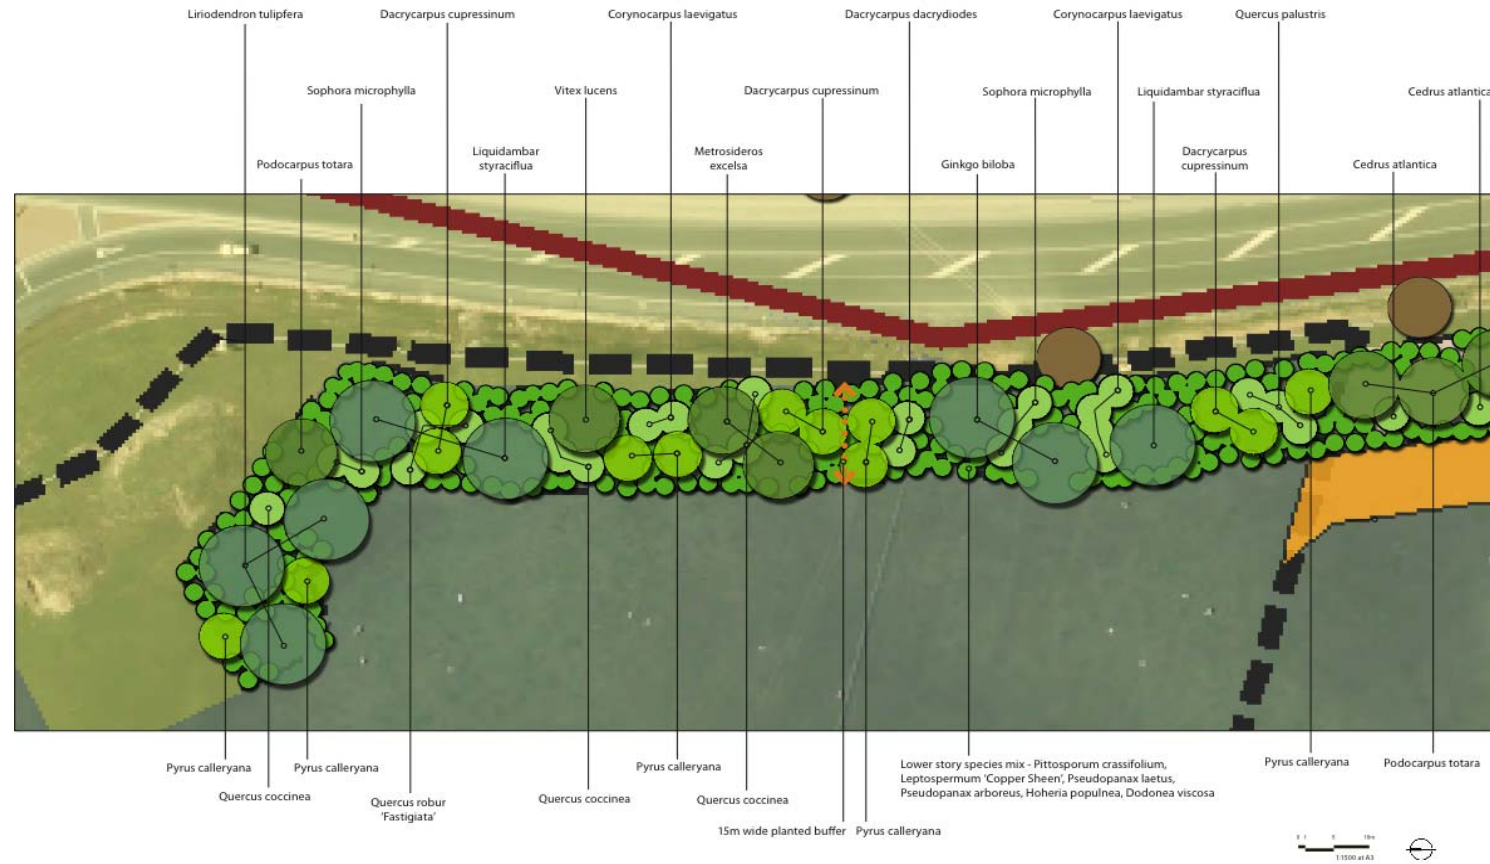 Liriodendron tulipfera
Dacrycarpus cupressinum
Corynocarpus laevigatus
Dacrycarpus dacrydiodes
Corynocarpus laevigatus
Quercus palustris
Sophora microphylla
Vitex lucens
Dacrycarpus cupressinum
Sophora microphylla
Liquidambar styraciflua
Cedrus atlantica
Podocarpus totara
Liquidambar
styraciflua
Metrosideros
excelsa
Ginkgo biloba
Dacrycarpus
cupressinum
Cedrus atlantica
Pyrus calleryana
Pyrus calleryana
Quercus coccinea
Quercus robur
‘Fastigiata’
Quercus coccinea
Pyrus calleryana
Quercus coccinea
15m wide planted buffer
Pyrus calleryana
Lower story species mix - Pittosporum crassifolium,
Leptospermum ‘Copper Sheen’, Pseudopanax laetus,
Pseudopanax arboreus, Hoheria populnea, Dodonea viscosa
Pyrus calleryana
Podocarpus totara
0 1 5 10m
1:1500 at A3